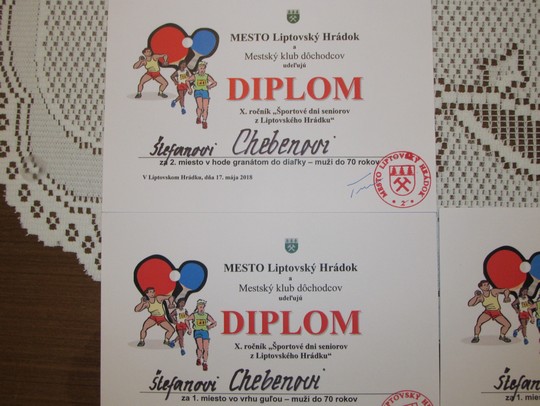 MESTO Liptovský Hrádok
a
Mestský klub dôchodcov
udeľujú
DIPLOM
X. ročník „Športové dni seniorov
z Liptovského Hrádku“
Štefanovi Chebenovi
za 2. miesto v hode granátom do diaľky – muži do 70 rokov
V Liptovskom Hrádku, dňa 17. mája 2018
MESTO LIPTOVSKÝ HRÁDOK
2
MESTO Liptovský Hrádok
a
Mestský klub dôchodcov
udeľujú
DIPLOM
X. ročník „Športové dni seniorov
z Liptovského Hrádku“
Štefanovi Chebenovi
za 1. miesto vo vrhu guľou – muži do 70 rokov
LIPTOVSKÝ
Štefanovi
za 1. mies